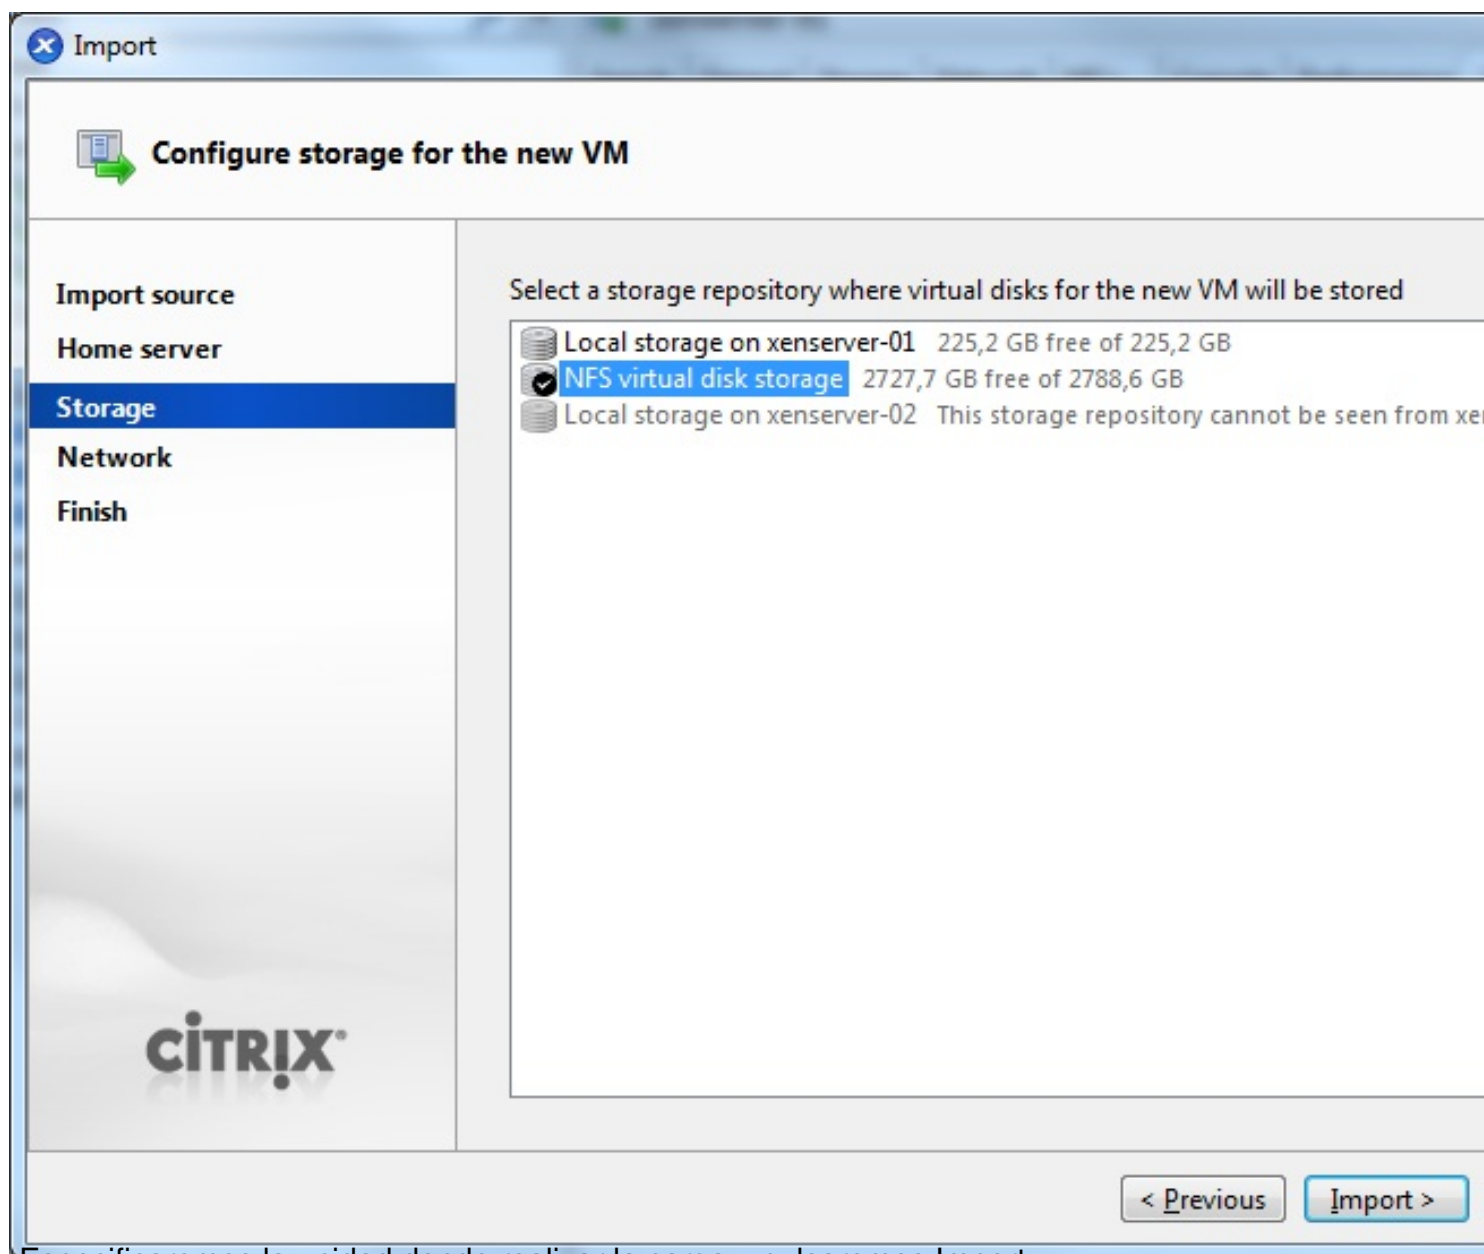 Import
Configure storage for the new VM
Import source
Home server
Storage
Network
Finish
Select a storage repository where virtual disks for the new VM will be stored
Local storage on xenserver-01 225,2 GB free of 225,2 GB
NFS virtual disk storage 2727,7 GB free of 2788,6 GB
Local storage on xenserver-02 This storage repository cannot be seen from xe
CİTRIX
< Previous Import >